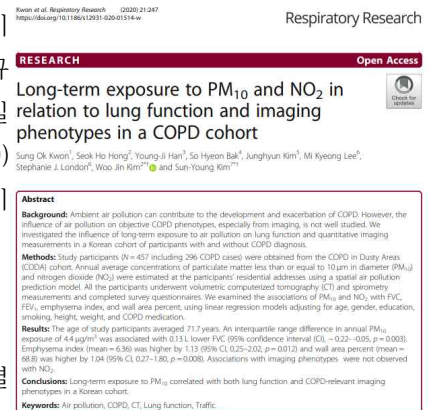 Kwon et al. Respiratory Research (2020) 21:247
https://doi.org/10.1186/s12931-020-01514-w
Respiratory Research
RESEARCH
Open Access
Check for
updates
Long-term exposure to PM10 and NO2 in
relation to lung function and imaging
phenotypes in a COPD cohort
Sung Ok Kwon1, Seok Ho Hong2, Young-Ji Han3, So Hyeon Bak4, Junghyun Kim5, Mi Kyeong Lee6,
Stephanie J. London6, Woo Jin Kim2*† and Sun-Young Kim7*†
Abstract
Background: Ambient air pollution can contribute to the development and exacerbation of COPD. However, the
influence of air pollution on objective COPD phenotypes, especially from imaging, is not well studied. We
investigated the influence of long-term exposure to air pollution on lung function and quantitative imaging
measurements in a Korean cohort of participants with and without COPD diagnosis.
Methods: Study participants (N = 457 including 296 COPD cases) were obtained from the COPD in Dusty Areas
(CODA) cohort. Annual average concentrations of particulate matter less than or equal to 10 μm in diameter (PM10)
and nitrogen dioxide (NO2) were estimated at the participants' residential addresses using a spatial air pollution
prediction model. All the participants underwent volumetric computerized tomography (CT) and spirometry
measurements and completed survey questionnaires. We examined the associations of PM10 and NO2 with FVC,
FEV1, emphysema index, and wall area percent, using linear regression models adjusting for age, gender, education,
smoking, height, weight, and COPD medication.
Results: The age of study participants averaged 71.7 years. An interquartile range difference in annual PM10
exposure of 4.4 μg/m3 was associated with 0.13 L lower FVC (95% confidence interval (CI), − 0.22- -0.05, p = 0.003).
Emphysema index (mean = 6.36) was higher by 1.13 (95% CI, 0.25–2.02, p = 0.012) and wall area percent (mean =
68.8) was higher by 1.04 (95% CI, 0.27–1.80, p = 0.008). Associations with imaging phenotypes were not observed
with NO2.
Conclusions: Long-term exposure to PM10 correlated with both lung function and COPD-relevant imaging
phenotypes in a Korean cohort.
Keywords: Air pollution, COPD, CT, Lung function, Traffic